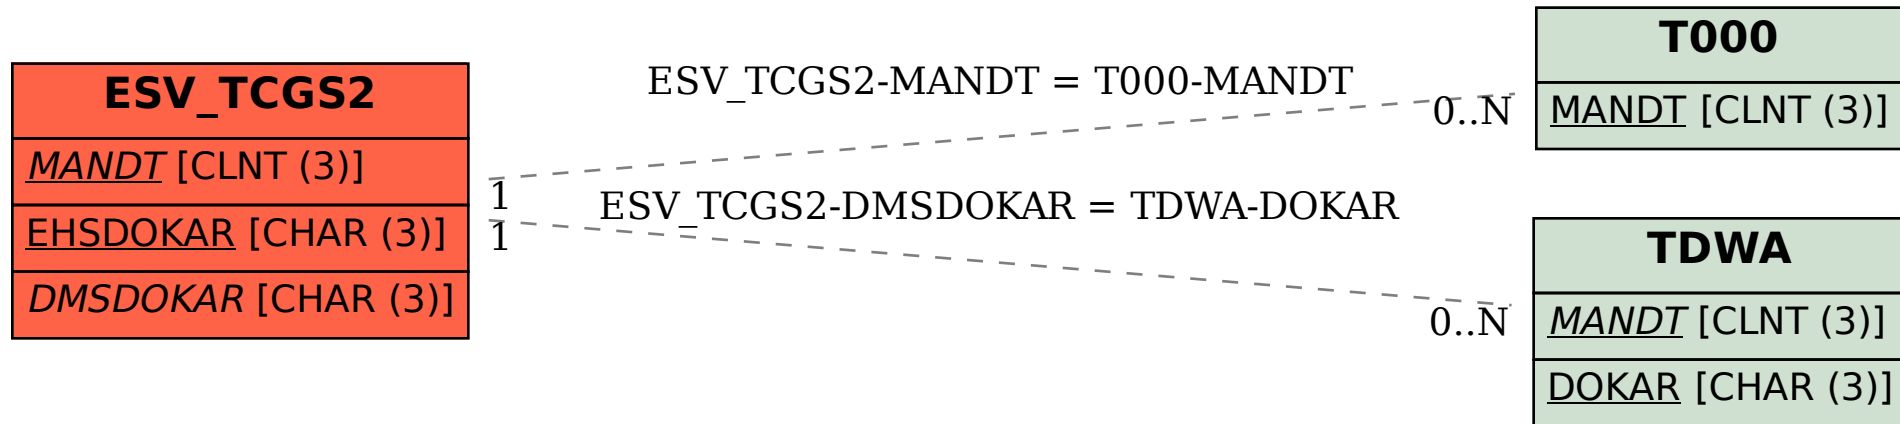 ESV_TCGS2
MANDT [CLNT (3)]
EHSDOKAR [CHAR (3)]
DMSDOKAR [CHAR (3)]
ESV_TCGS2-MANDT = T000-MANDT
0..N
1
ESV_TCGS2-DMSDOKAR = TDWA-DOKAR
1
0..N
T000
MANDT [CLNT (3)]
TDWA
MANDT [CLNT (3)]
DOKAR [CHAR (3)]